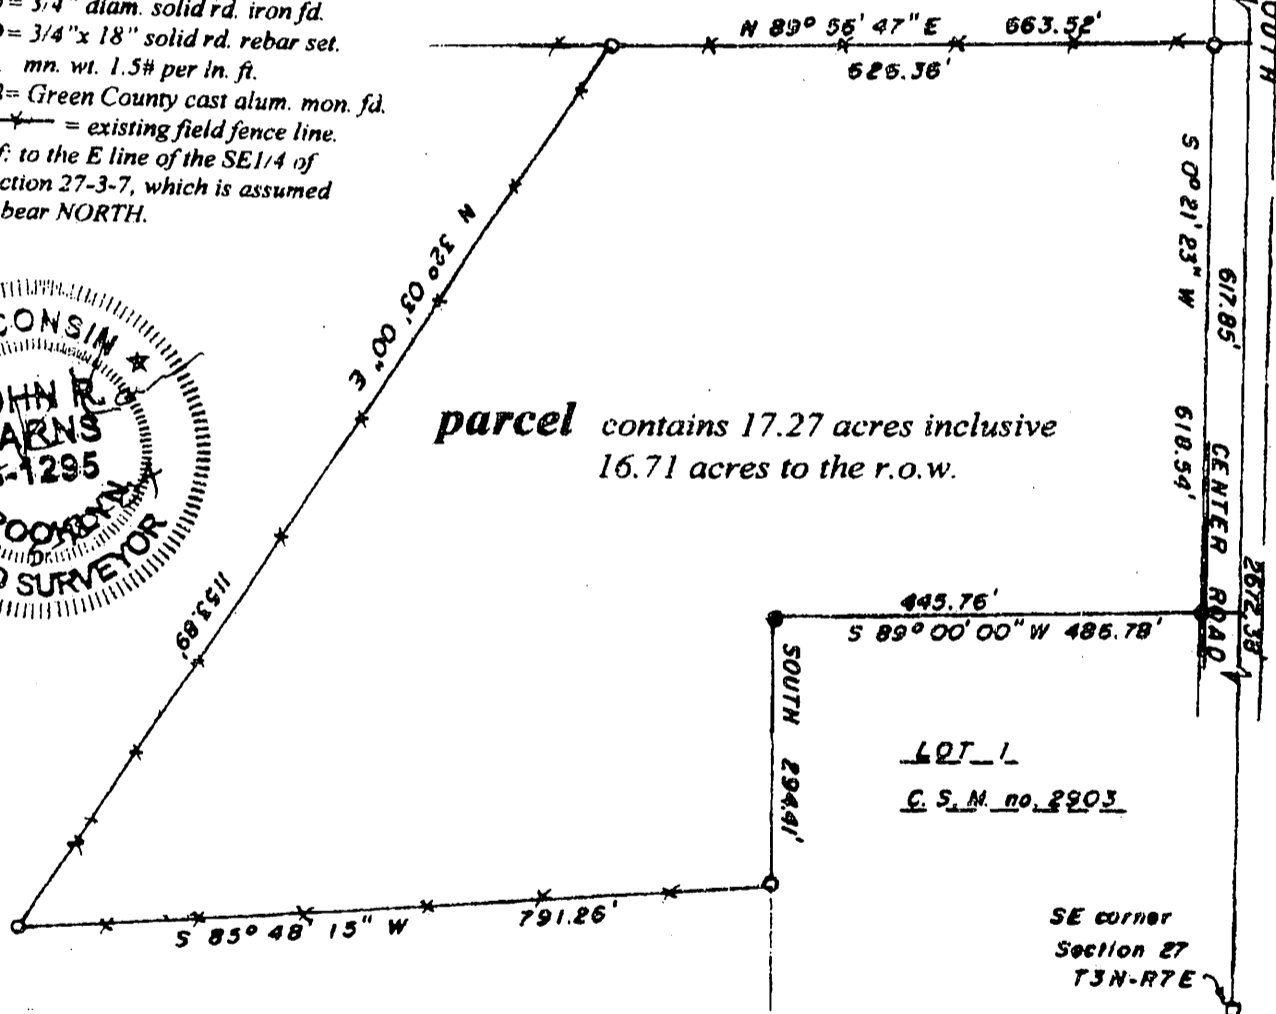 = 3/4" diam. solid rd. iron fd.
= 3/4"x 18" solid rd. rebar set.
mn. wt. 1.5# per ln. ft.
= Green County cast alum. mon. fd.
= existing field fence line.
f: to the E line of the SE1/4 of
ction 27-3-7, which is assumed
bear NORTH.
N 89° 56' 47" E 663.52'
626.36'
OUTH
S 0° 21' 23" W 618.54'
617.85'
CENTER ROAD
2672.38'
N 32° 03' 00" E
1153.89'
CONSIN
OHN R.
ARNS
-1295
SURVEYOR
parcel contains 17.27 acres inclusive
16.71 acres to the r.o.w.
445.76'
S 89° 00' 00" W 486.78'
SOUTH 294.41'
LOT 1
C. S. M. no. 2903
S 85° 48' 15" W 791.26'
SE corner
Section 27
T3N-R7E